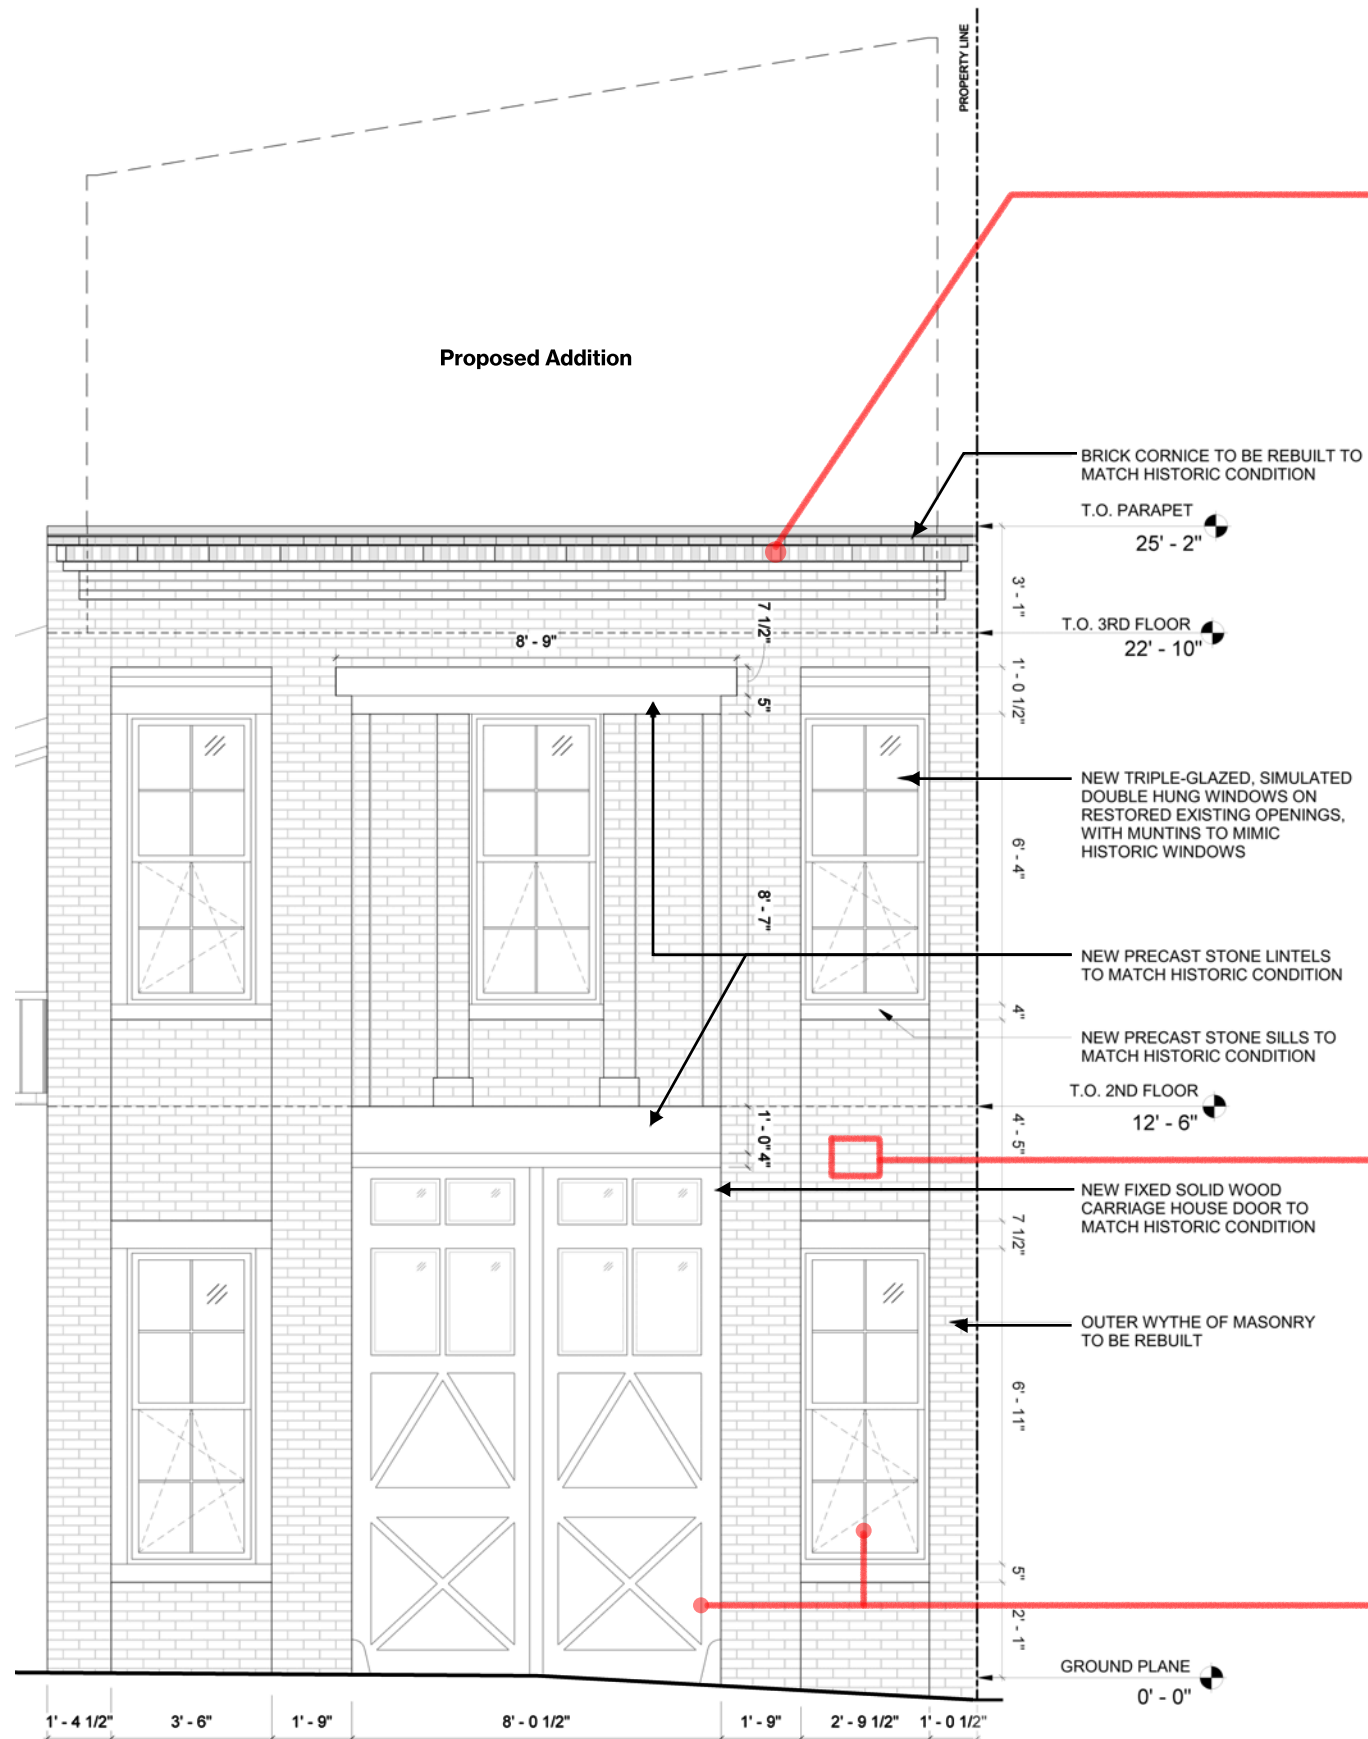 PROPERTY LINE
Proposed Addition
BRICK CORNICE TO BE REBUILT TO
MATCH HISTORIC CONDITION
T.O. PARAPET
25' - 2"
3' - 1"
T.O. 3RD FLOOR
22' - 10"
7 1/2"
8' - 9"
1' - 0 1/2"
5"
NEW TRIPLE-GLAZED, SIMULATED
DOUBLE HUNG WINDOWS ON
RESTORED EXISTING OPENINGS,
WITH MUNTINS TO MIMIC
HISTORIC WINDOWS
6' - 4"
8' - 7"
NEW PRECAST STONE LINTELS
TO MATCH HISTORIC CONDITION
4"
NEW PRECAST STONE SILLS TO
MATCH HISTORIC CONDITION
T.O. 2ND FLOOR
12' - 6"
1' - 0"
4"
4' - 5"
NEW FIXED SOLID WOOD
CARRIAGE HOUSE DOOR TO
MATCH HISTORIC CONDITION
7 1/2"
OUTER WYTHE OF MASONRY
TO BE REBUILT
6' - 11"
5"
2' - 1"
GROUND PLANE
0' - 0"
1' - 4 1/2" 3' - 6" 1' - 9" 8' - 0 1/2" 1' - 9" 2' - 9 1/2" 1' - 0 1/2"